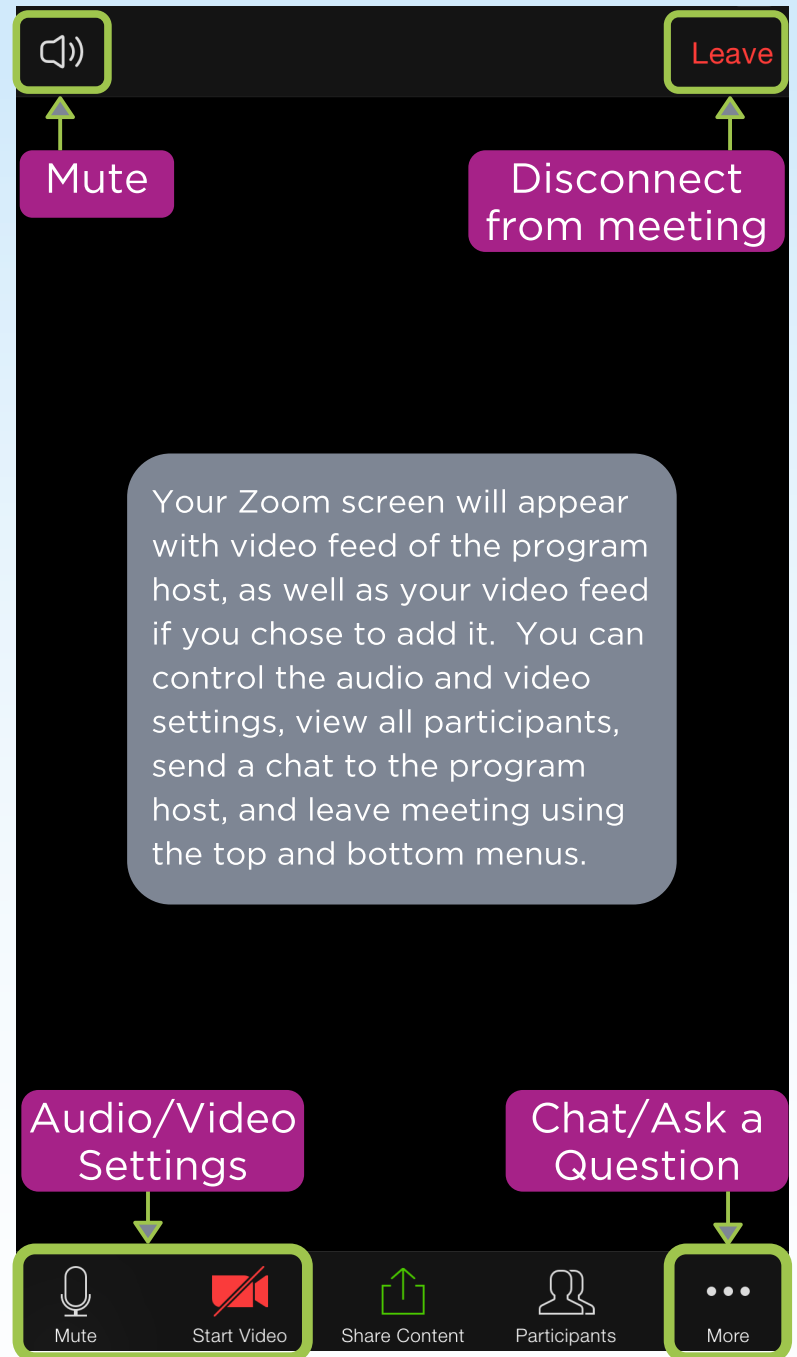 Leave
Mute
Disconnect
from meeting
Your Zoom screen will appear
with video feed of the program
host, as well as your video feed
if you chose to add it.  You can
control the audio and video
settings, view all participants,
send a chat to the program
host, and leave meeting using
the top and bottom menus.
Audio/Video
Settings
Chat/Ask a
Question
Mute
Start Video
Share Content
Participants
More